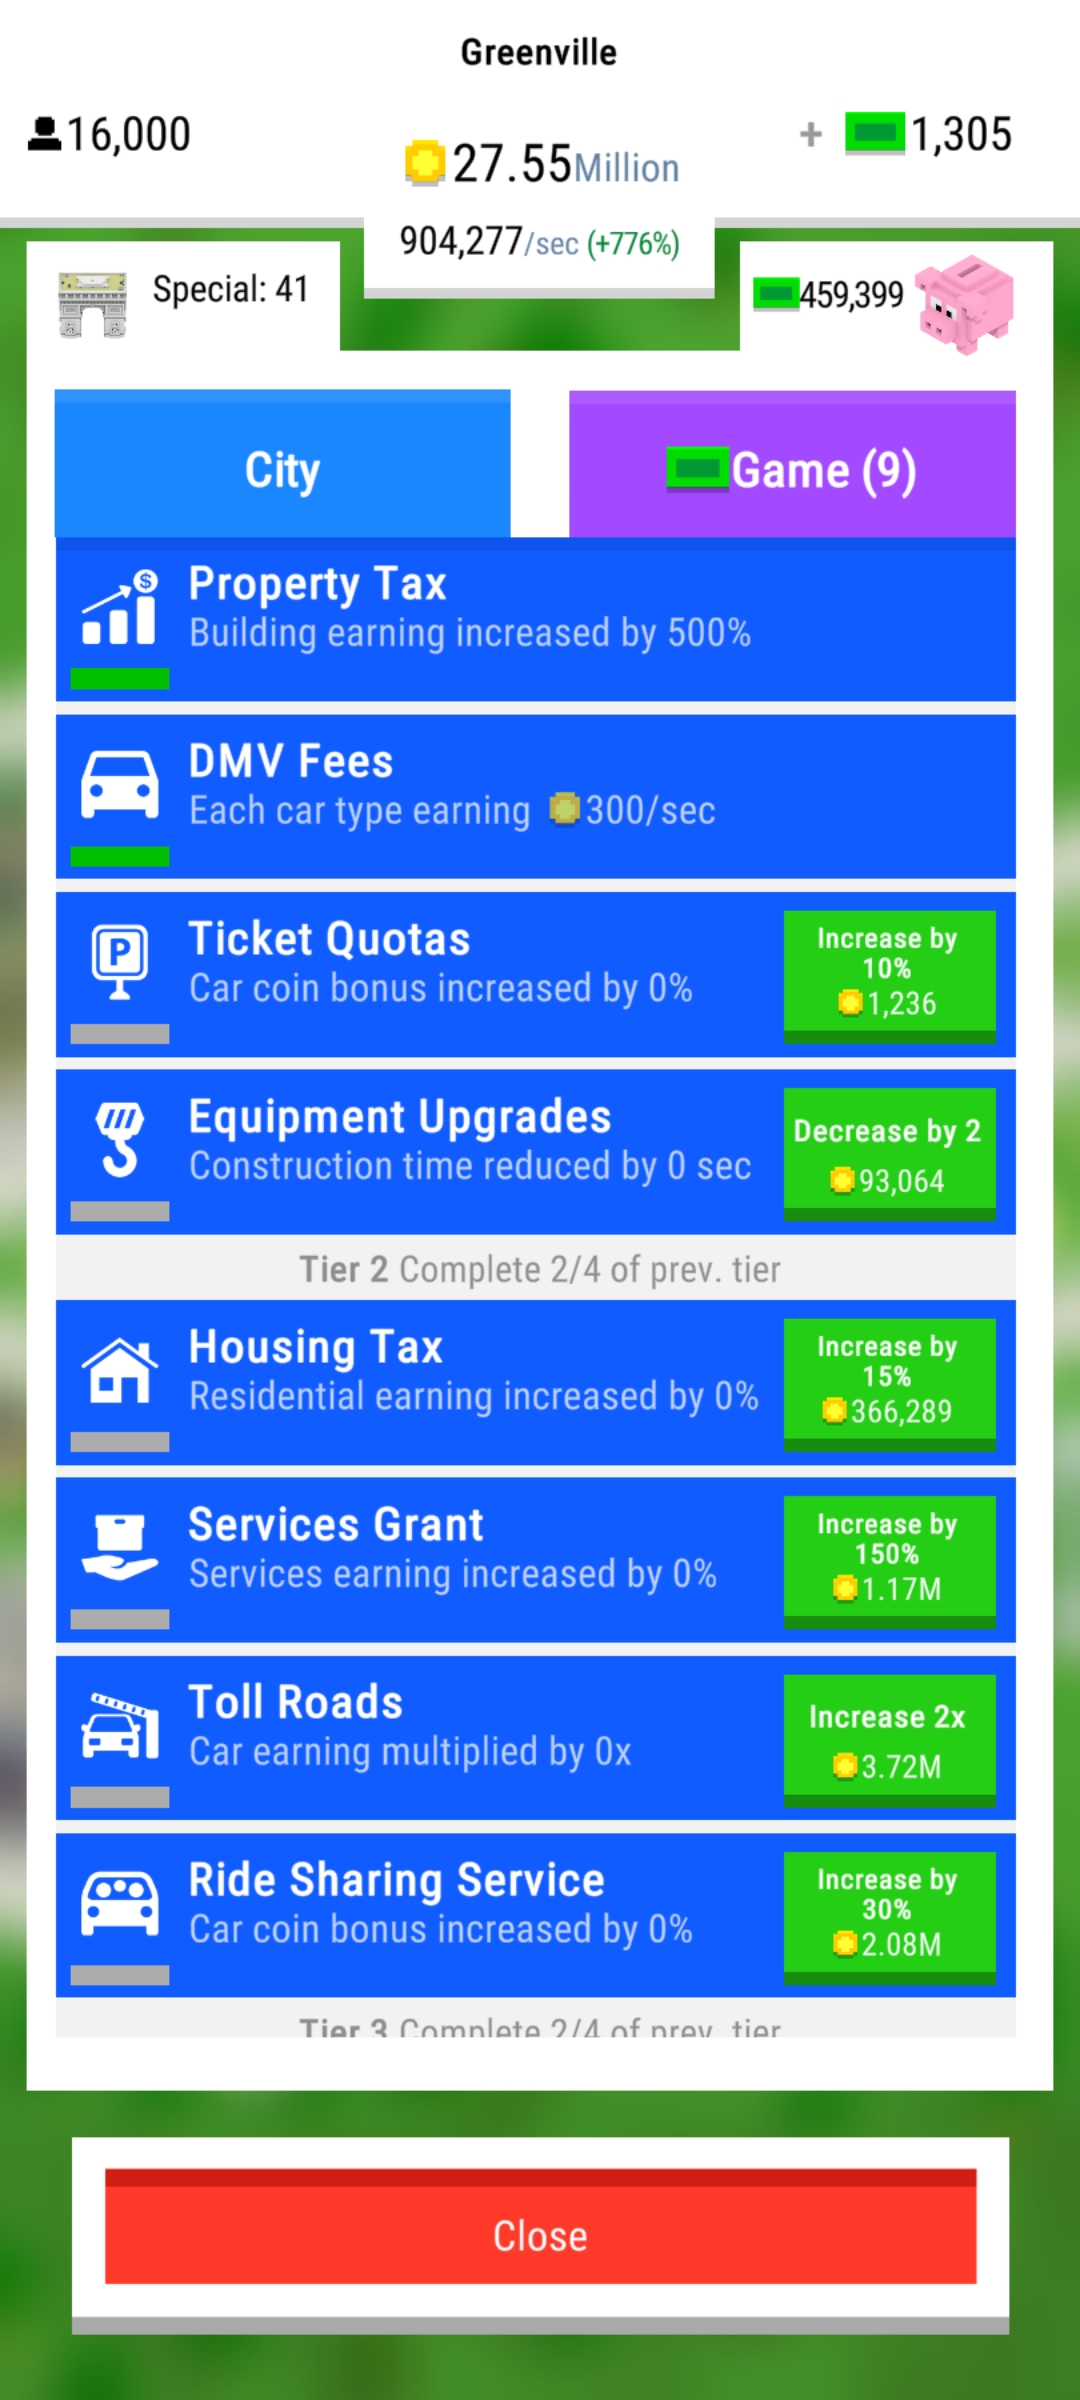 Greenville
16,000
27.55Million
+ 1,305
904,277/sec (+776%)
Special: 41
459,399
City
Game (9)
$
Property Tax
Building earning increased by 500%
DMV Fees
Each car type earning 300/sec
P
Ticket Quotas
Car coin bonus increased by 0%
Increase by
10%
1,236
Equipment Upgrades
Construction time reduced by 0 sec
Decrease by 2
93,064
Tier 2 Complete 2/4 of prev. tier
Housing Tax
Residential earning increased by 0%
Increase by
15%
366,289
Services Grant
Services earning increased by 0%
Increase by
150%
1.17M
Toll Roads
Car earning multiplied by 0x
Increase 2x
3.72M
Ride Sharing Service
Car coin bonus increased by 0%
Increase by
30%
2.08M
Tier 3 Complete 2/4 of prev. tier
Close